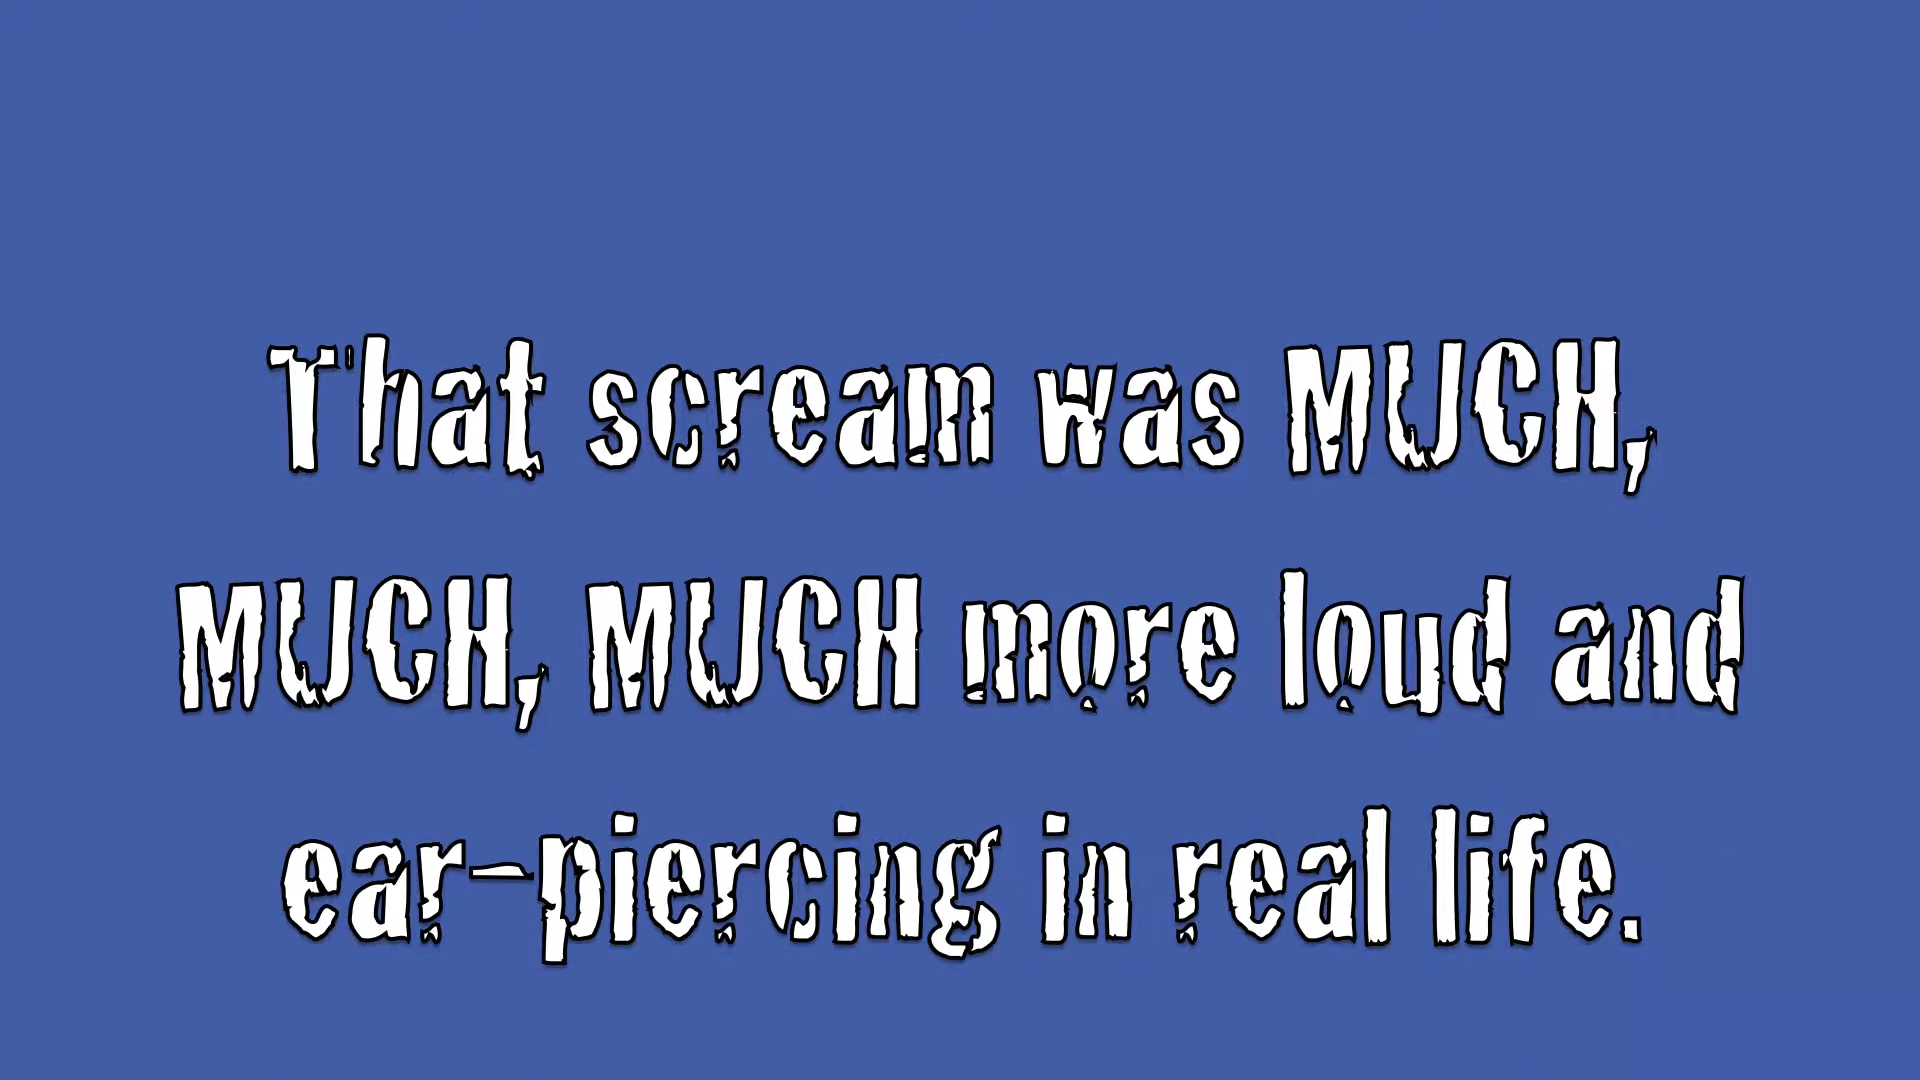 That scream was MUCH,
MUCH, MUCH more loud and
ear-piercing in real life.